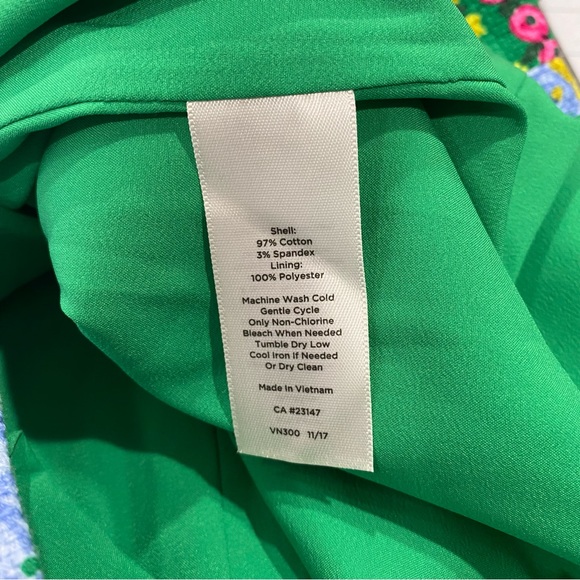 Shell:
97% Cotton
3% Spandex
Lining:
100% Polyester
Machine Wash Cold
Gentle Cycle
Only Non-Chlorine
Bleach When Needed
Tumble Dry Low
Cool Iron if Needed
Or Dry Clean
Made in Vietnam
CA #23147
VN300 11/17